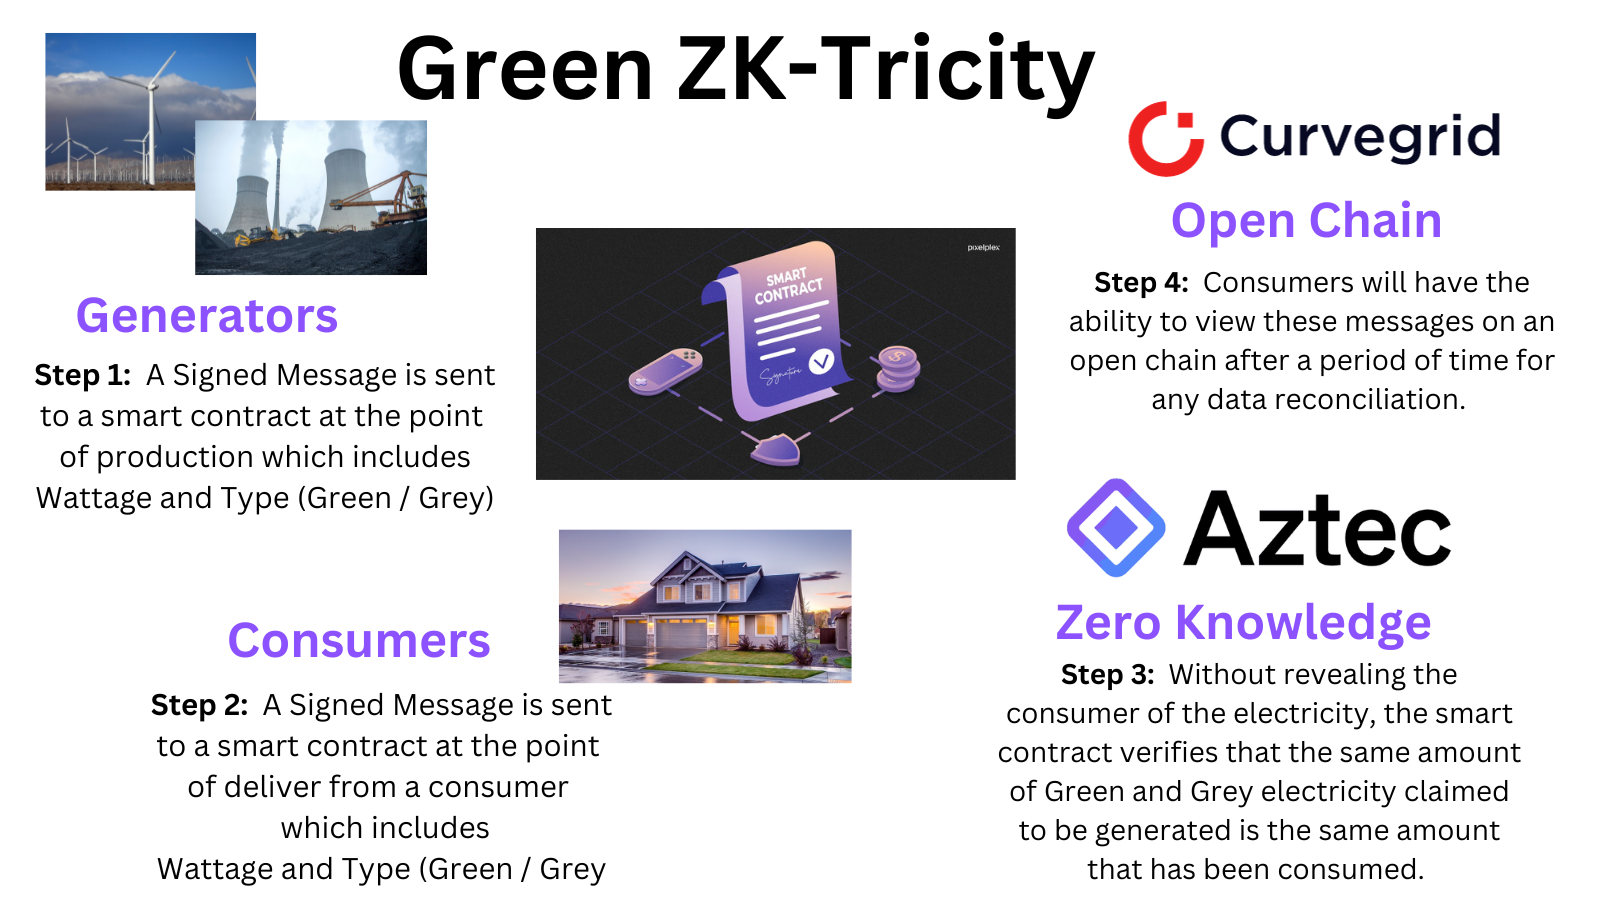 Green ZK-Tricity
Curvegrid
Open Chain
Step 4: Consumers will have the
ability to view these messages on an
open chain after a period of time for
any data reconciliation.
Generators
Step 1: A Signed Message is sent
to a smart contract at the point
of production which includes
Wattage and Type (Green / Grey)
pixelplex
SMART
CONTRACT
Signature
$
Aztec
Zero Knowledge
Step 3: Without revealing the
consumer of the electricity, the smart
contract verifies that the same amount
of Green and Grey electricity claimed
to be generated is the same amount
that has been consumed.
Consumers
Step 2: A Signed Message is sent
to a smart contract at the point
of deliver from a consumer
which includes
Wattage and Type (Green / Grey